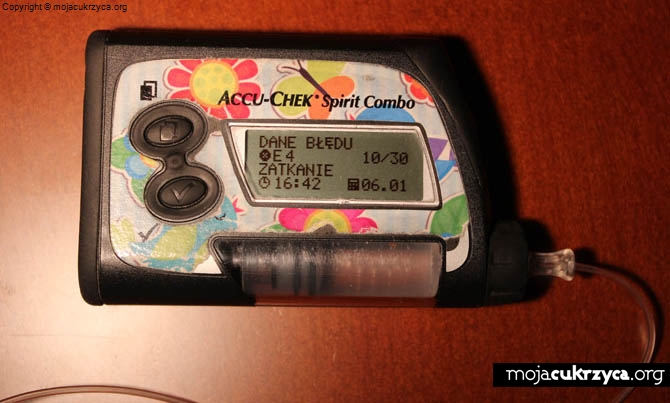 Copyright © mojacukrzyca.org
ACCU-CHEK® Spirit Combo
DANE BŁĘDU
E4 10/30
ZATKANIE
16:42 06.01
mojacukrzyca.org